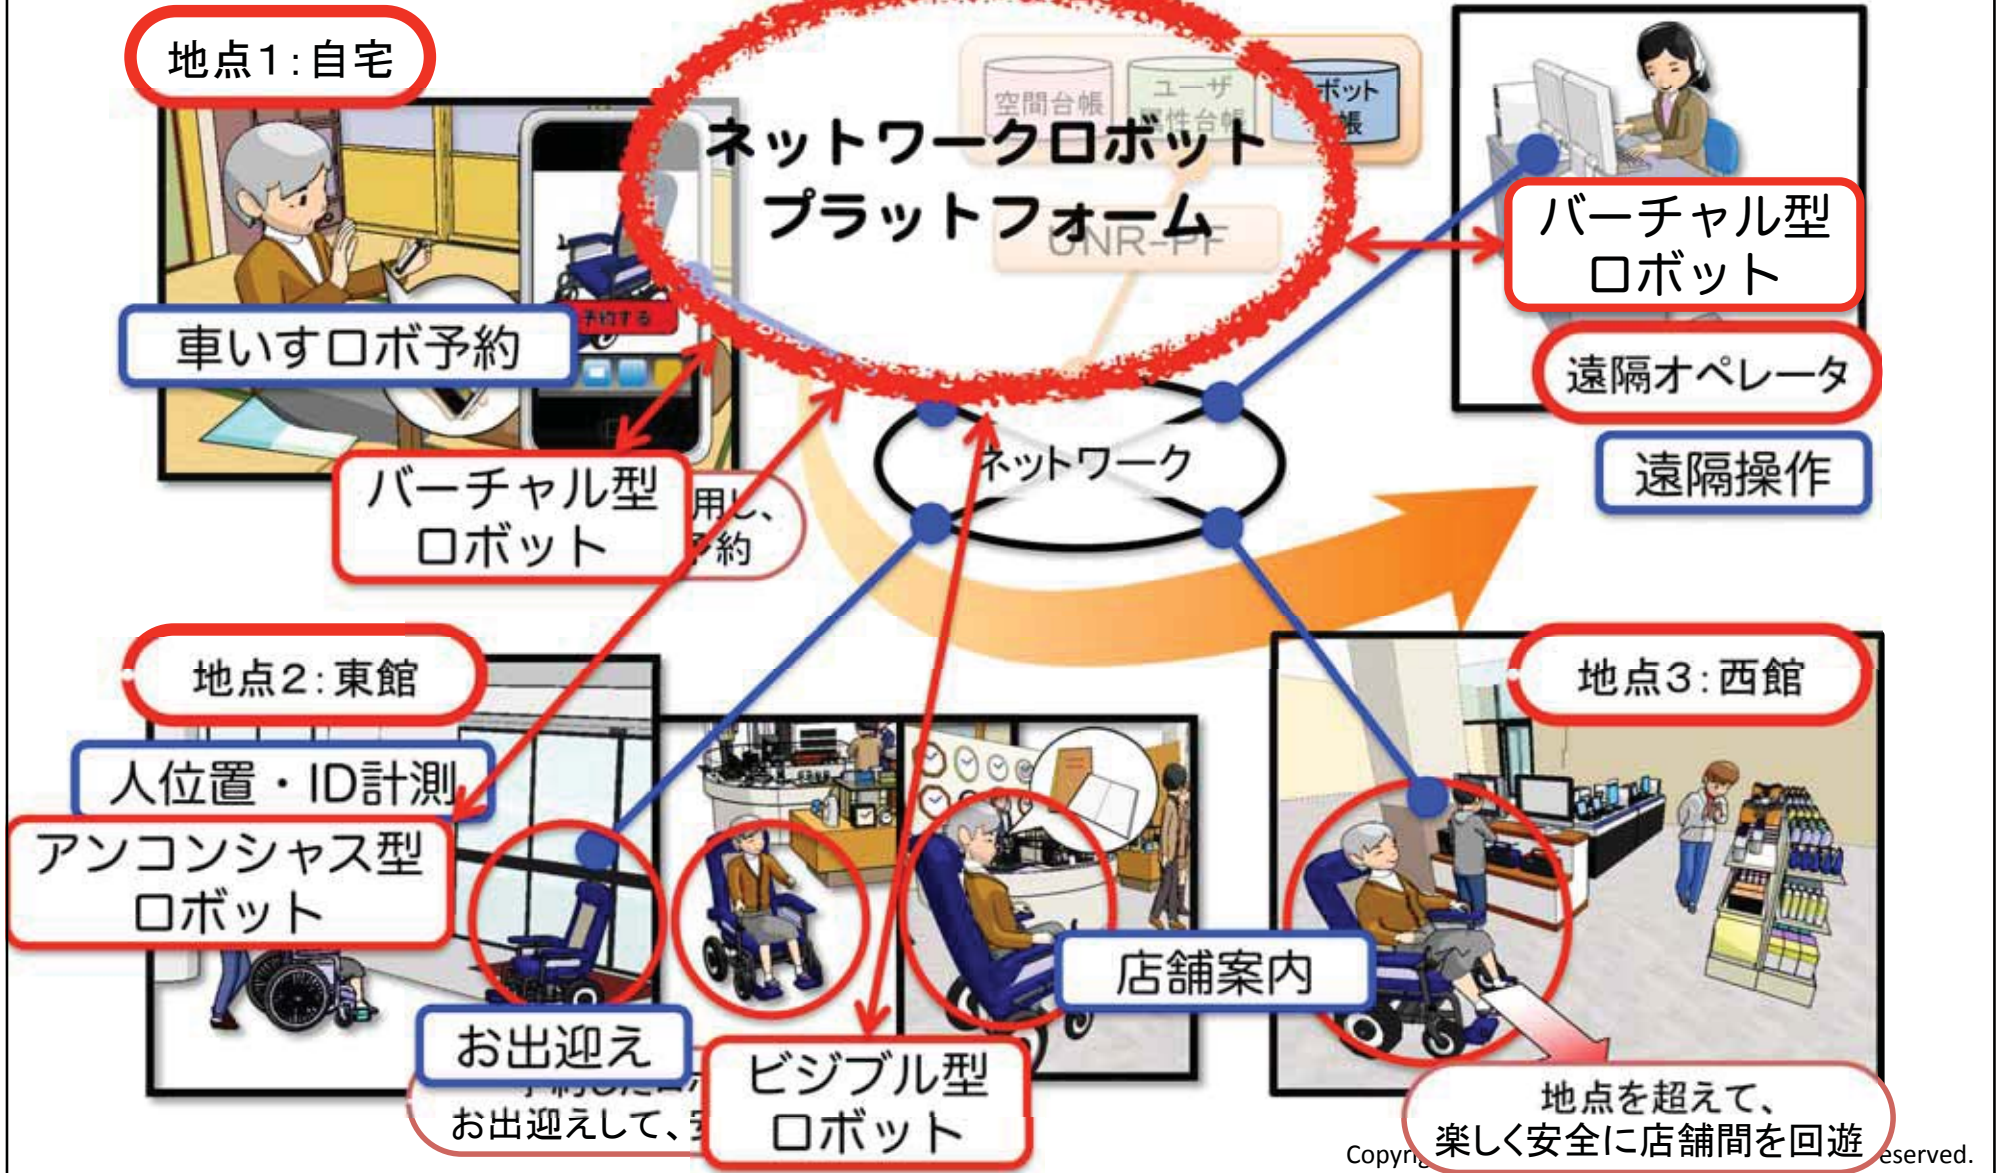 地点1:自宅
空間台帳
ユーザ
属性台帳
ボット
帳
ネットワークロボット
プラットフォーム
UNR-PF
バーチャル型
ロボット
遠隔オペレータ
遠隔操作
予約する
車いすロボ予約
バーチャル型
ロボット
用し、
予約
ネットワーク
地点2:東館
人位置・ID計測
アンコンシャス型
ロボット
地点3:西館
店舗案内
お出迎え
お出迎えして、
ビジブル型
ロボット
地点を超えて、
楽しく安全に店舗間を回遊
eserved.